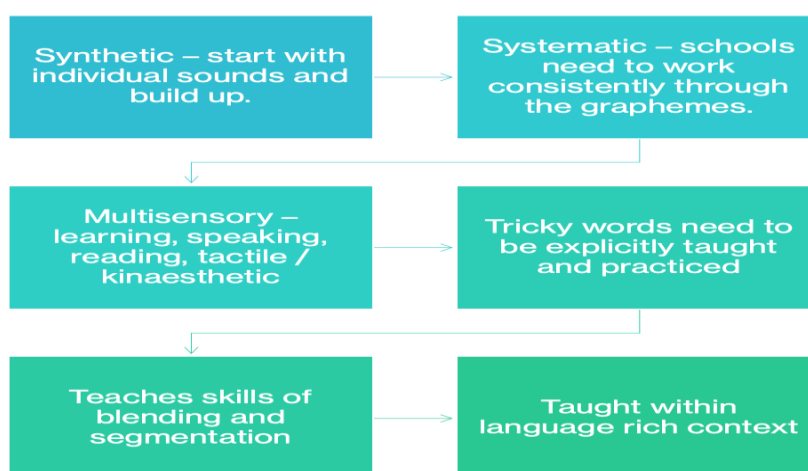 Synthetic – start with
individual sounds and
build up.
Systematic – schools
need to work
consistently through
the graphemes.
Multisensory –
learning, speaking,
reading, tactile /
kinaesthetic
Tricky words need to
be explicitly taught
and practiced
Teaches skills of
blending and
segmentation
Taught within
language rich context